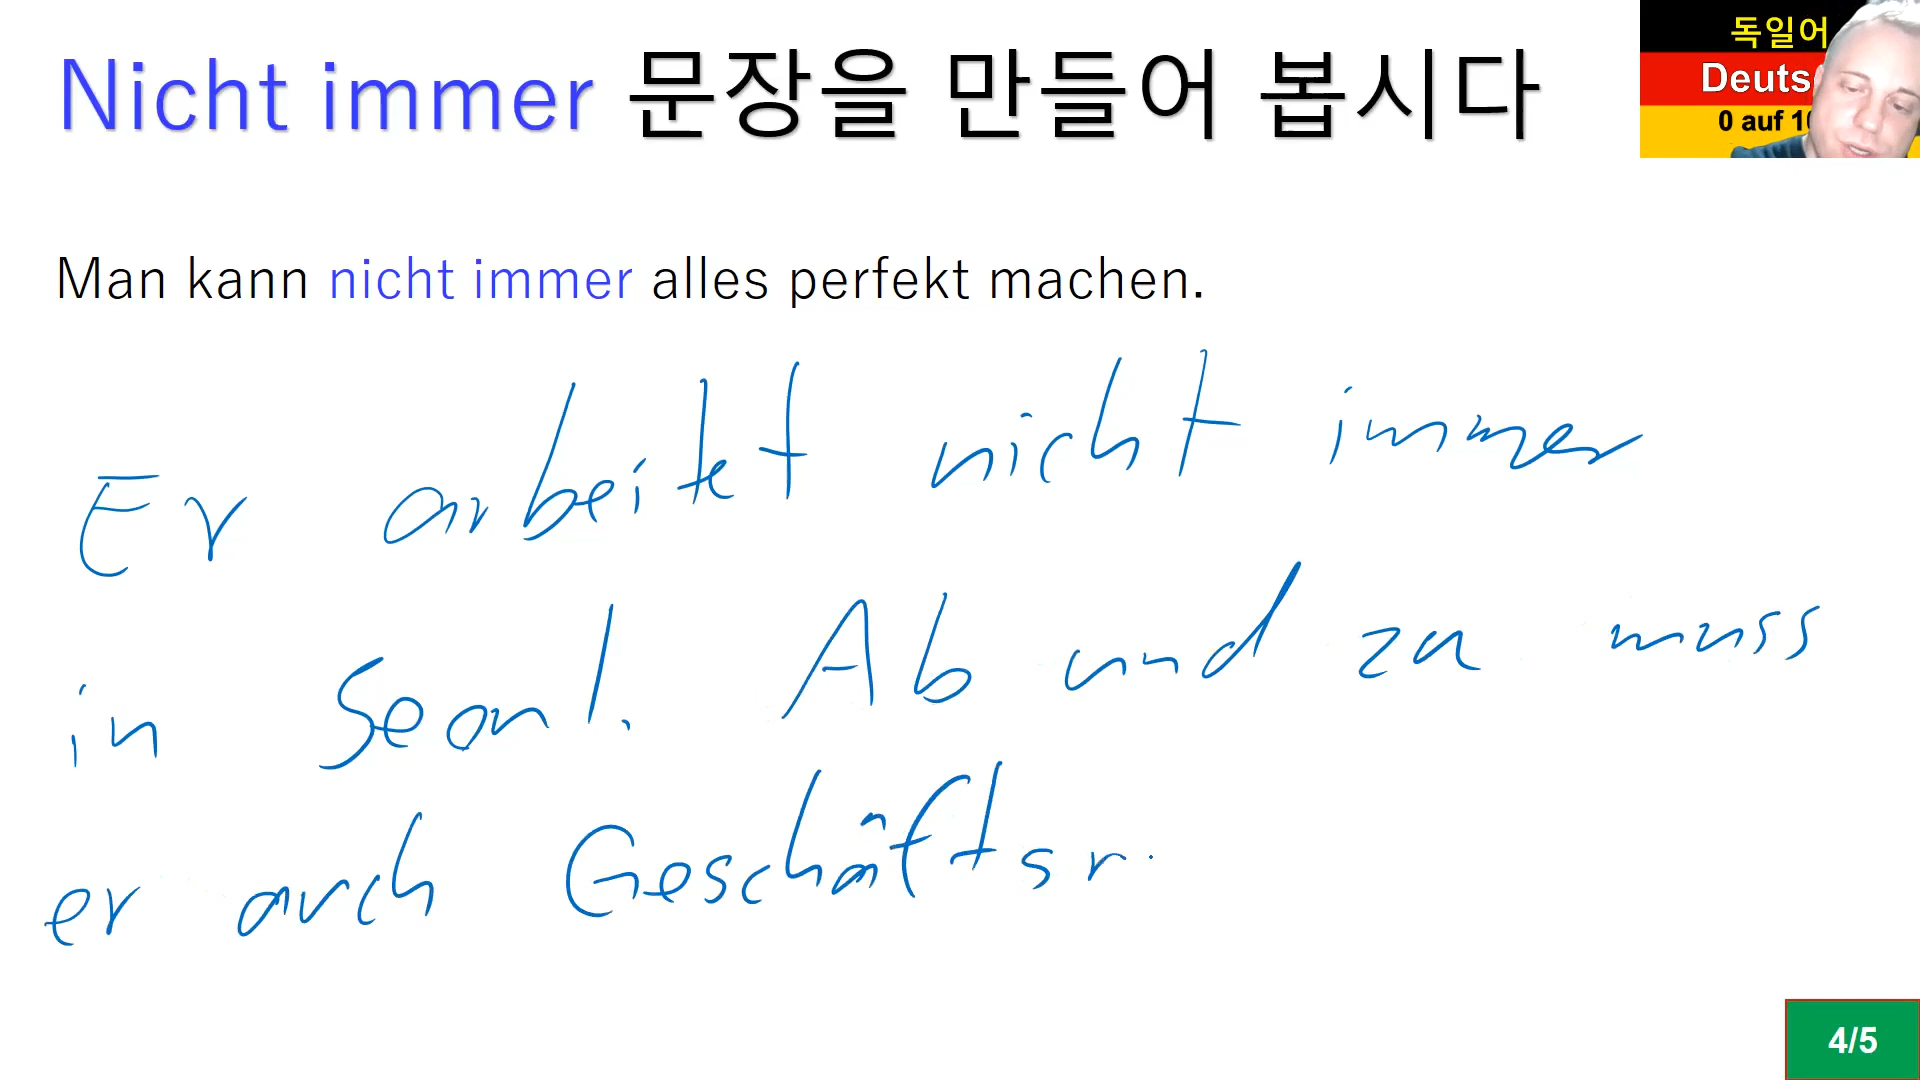 Nicht immer 문장을 만들어 봅시다
독일어
Deuts
0 auf 10
Man kann nicht immer alles perfekt machen.
Er arbeitet nicht immer
in Seoul. Ab und zu muss
er auch Geschäftsr
4/5